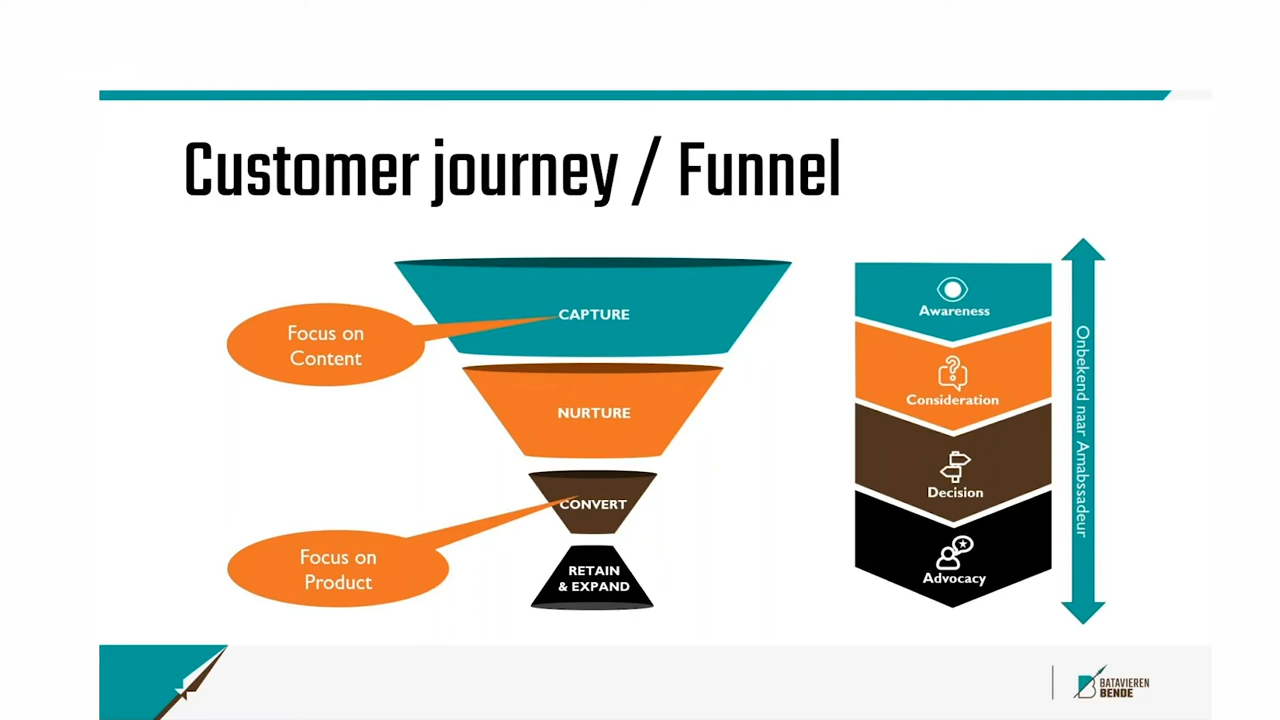 Customer journey / Funnel
CAPTURE
Focus on
Content
NURTURE
CONVERT
Focus on
Product
RETAIN
& EXPAND
Awareness
Consideration
Decision
Advocacy
Onbekend naar Amabssadeur
BATAVIEREN
BENDE